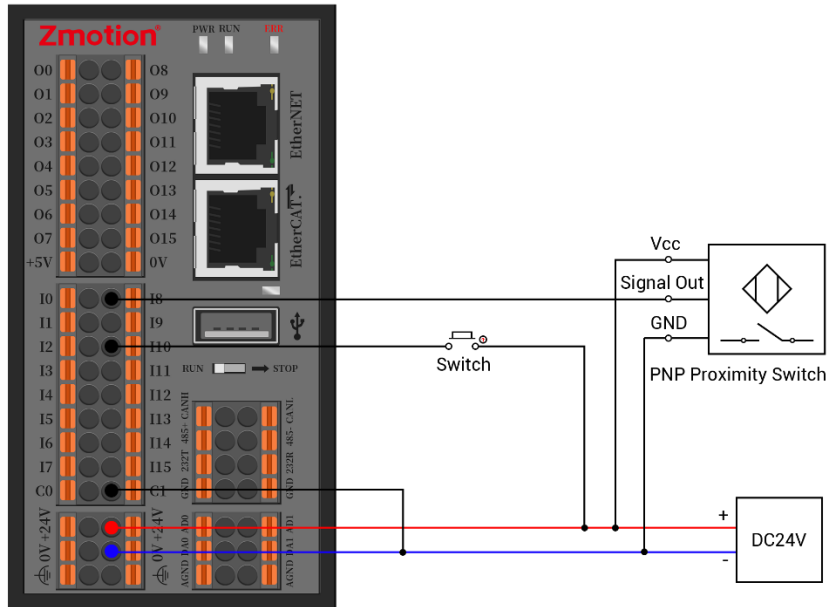 Zmotion®
PWR RUN ERR
O0 O8
O1 O9
O2 O10
O3 O11
O4 O12
O5 O13
O6 O14
O7 O15
+5V 0V
EtherNET
EtherCAT.
I0 I8
I1 I9
I2 I10
I3 I11
I4 I12
I5 I13
I6 I14
I7 I15
C0 C1
RUN STOP
+24V +24V
0V 0V
CANH CANL
485+ 485-
232T 232R
GND GND
AD0 AD1
DA0 DA1
AGND AGND
Vcc
Signal Out
GND
PNP Proximity Switch
Switch
+
DC24V
-